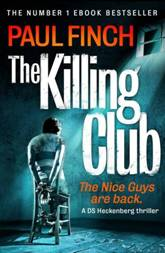 THE NUMBER 1 EBOOK BESTSELLER
PAUL FINCH
The Killing
Club
The Nice Guys
are back.
A DS Heckenberg thriller